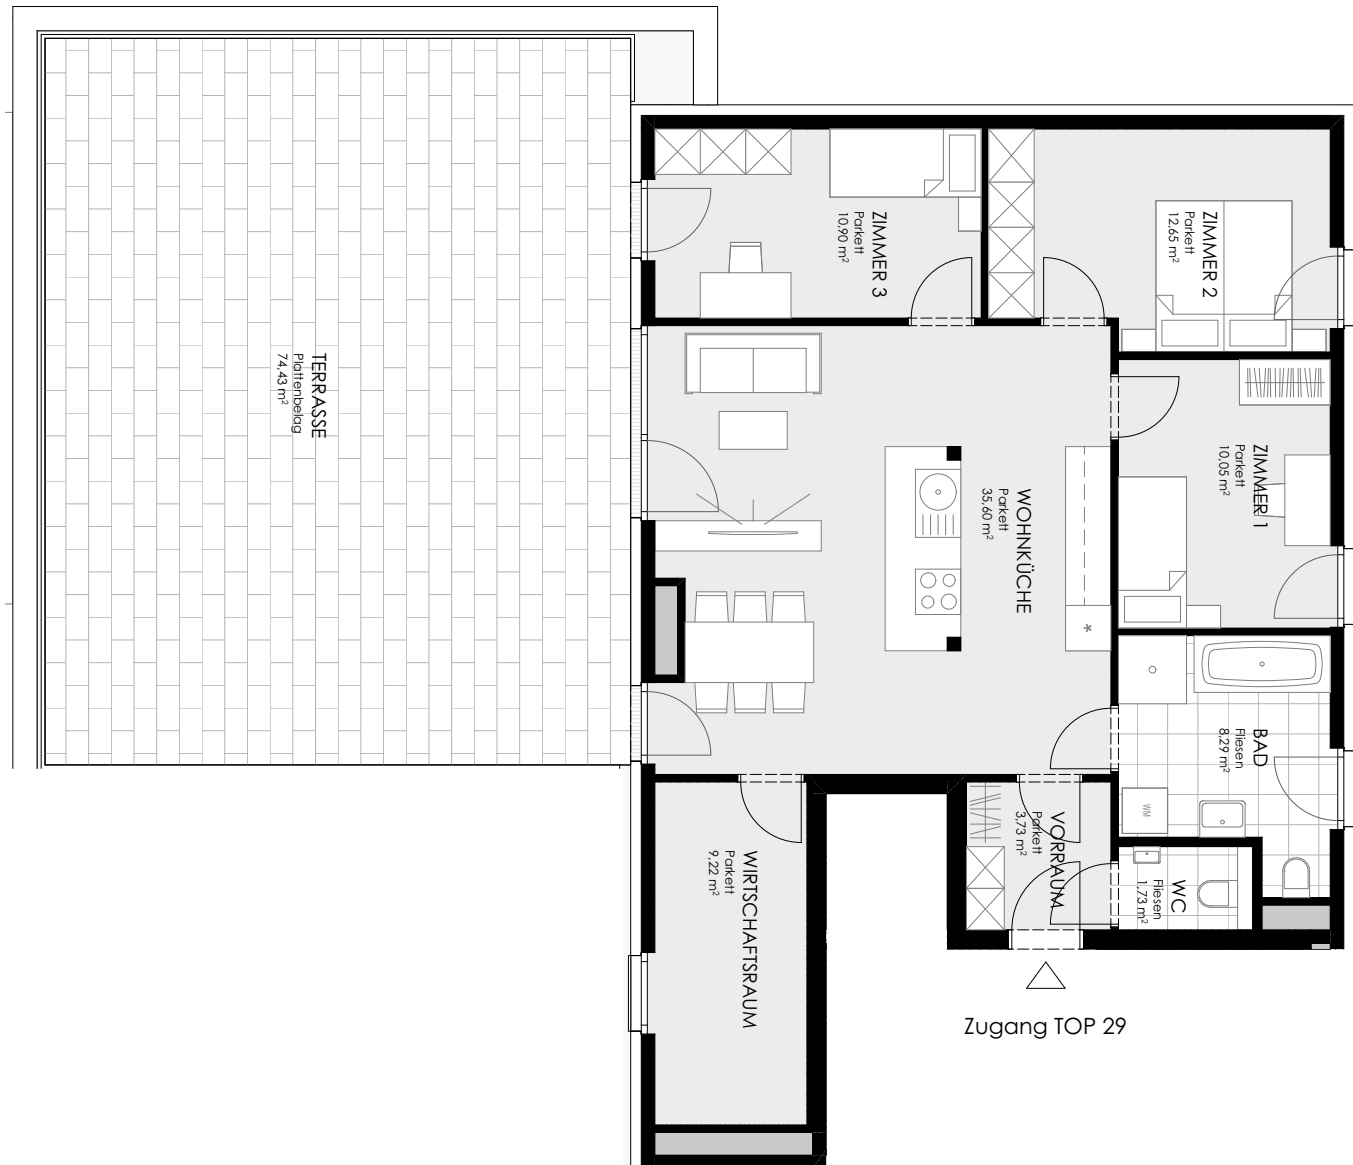 ZIMMER 3
Parkett
10,90 m²
ZIMMER 2
Parkett
12,65 m²
TERRASSE
Plattenbelag
74,43 m²
ZIMMER 1
Parkett
10,05 m²
WOHNKÜCHE
Parkett
35,60 m²
*
BAD
Fliesen
8,29 m²
WM
VORRAUM
Parkett
3,73 m²
WC
Fliesen
1,73 m²
WIRTSCHAFTSRAUM
Parkett
9,22 m²
Zugang TOP 29